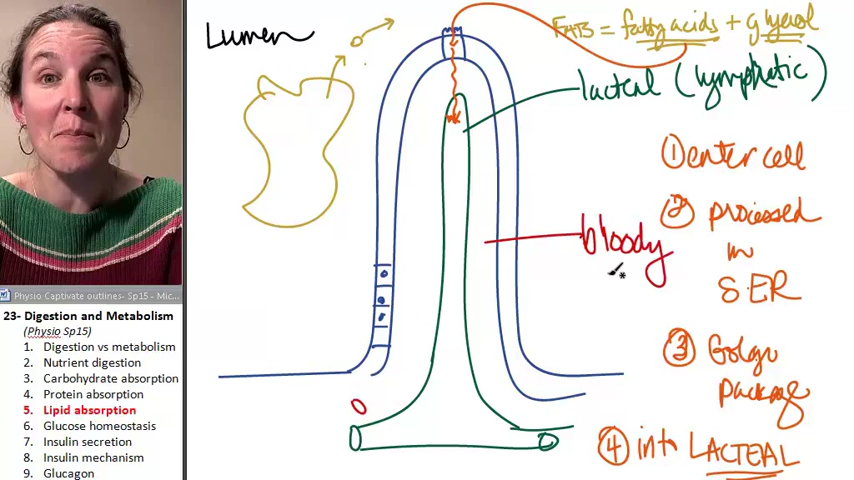 Lumen
FATS = fatty acids + glycerol
lacteal (lymphatic)
① enter cell
② processed
in
SER
bloody
③ Golgi
Package
④ into LACTEAL
Physio Captivate outlines- Sp15 - Mic...
23- Digestion and Metabolism
(Physio Sp15)
1. Digestion vs metabolism
2. Nutrient digestion
3. Carbohydrate absorption
4. Protein absorption
5. Lipid absorption
6. Glucose homeostasis
7. Insulin secretion
8. Insulin mechanism
9. Glucagon